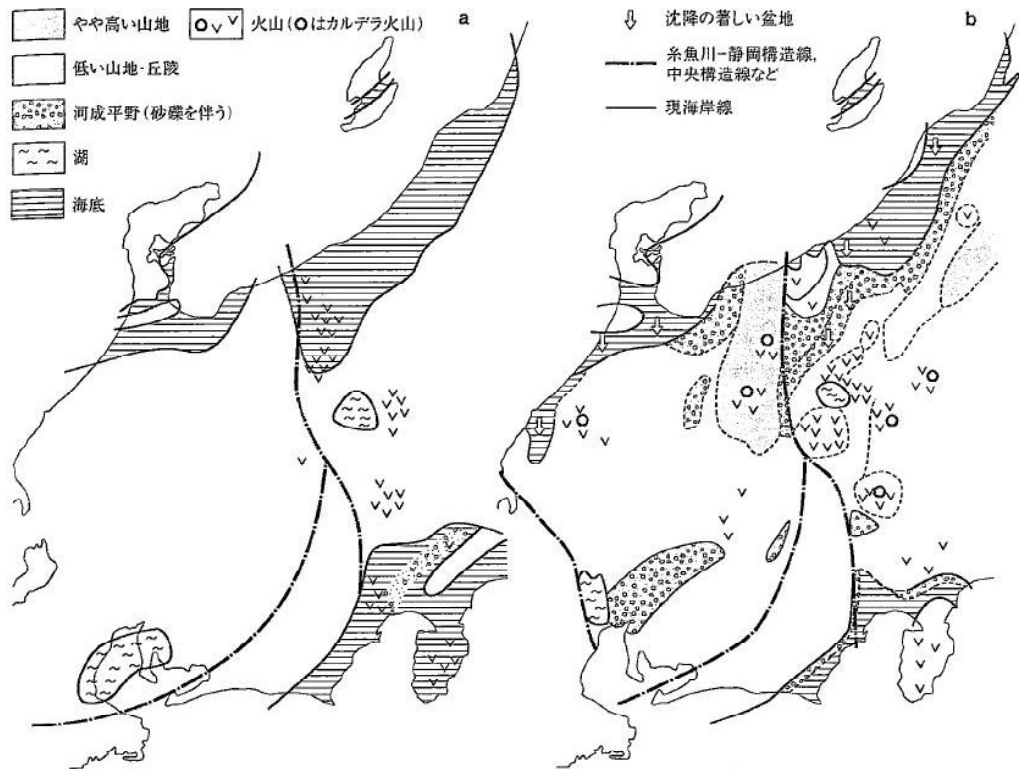 やや高い山地
火山(はカルデラ火山)
a
低い山地・丘陵
河成平野(砂礫を伴う)
湖
海底
沈降の著しい盆地
b
糸魚川-静岡構造線,
中央構造線など
現海岸線